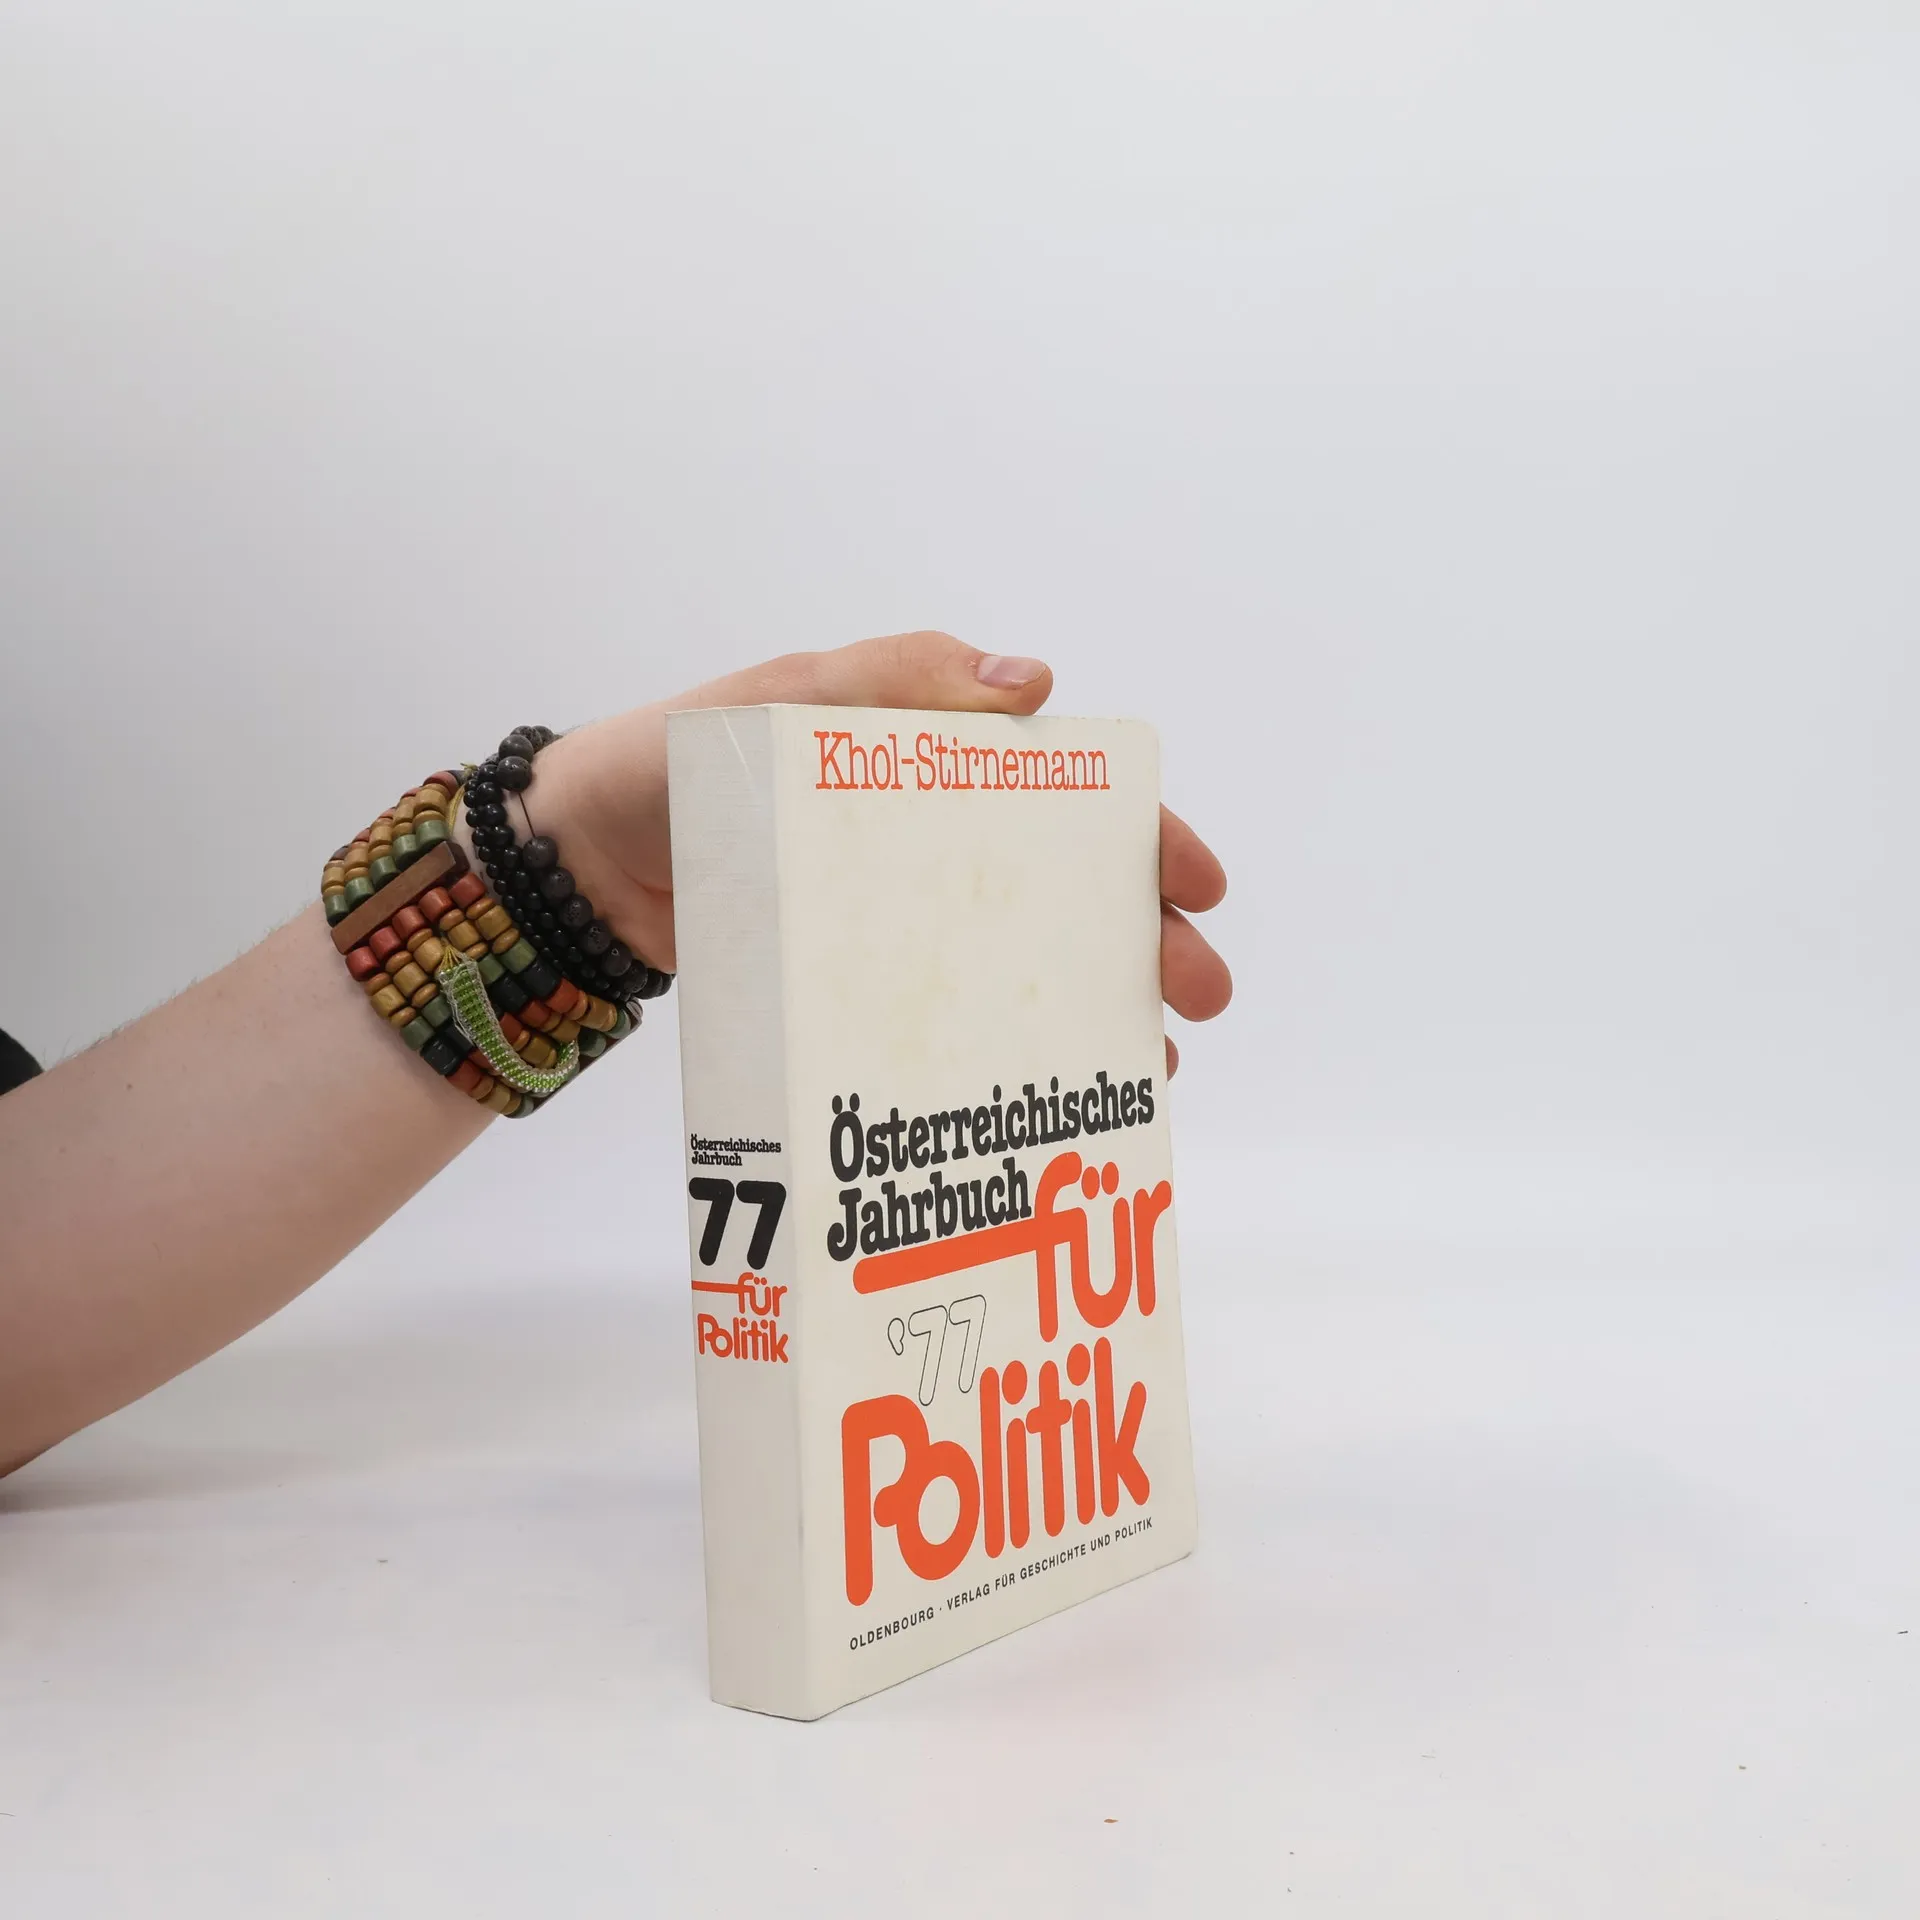 Khol-Stirnemann
Österreichisches
Jahrbuch für
'77
Politik
OLDENBOURG · VERLAG FÜR GESCHICHTE UND POLITIK
Österreichisches
Jahrbuch
77
für
Politik